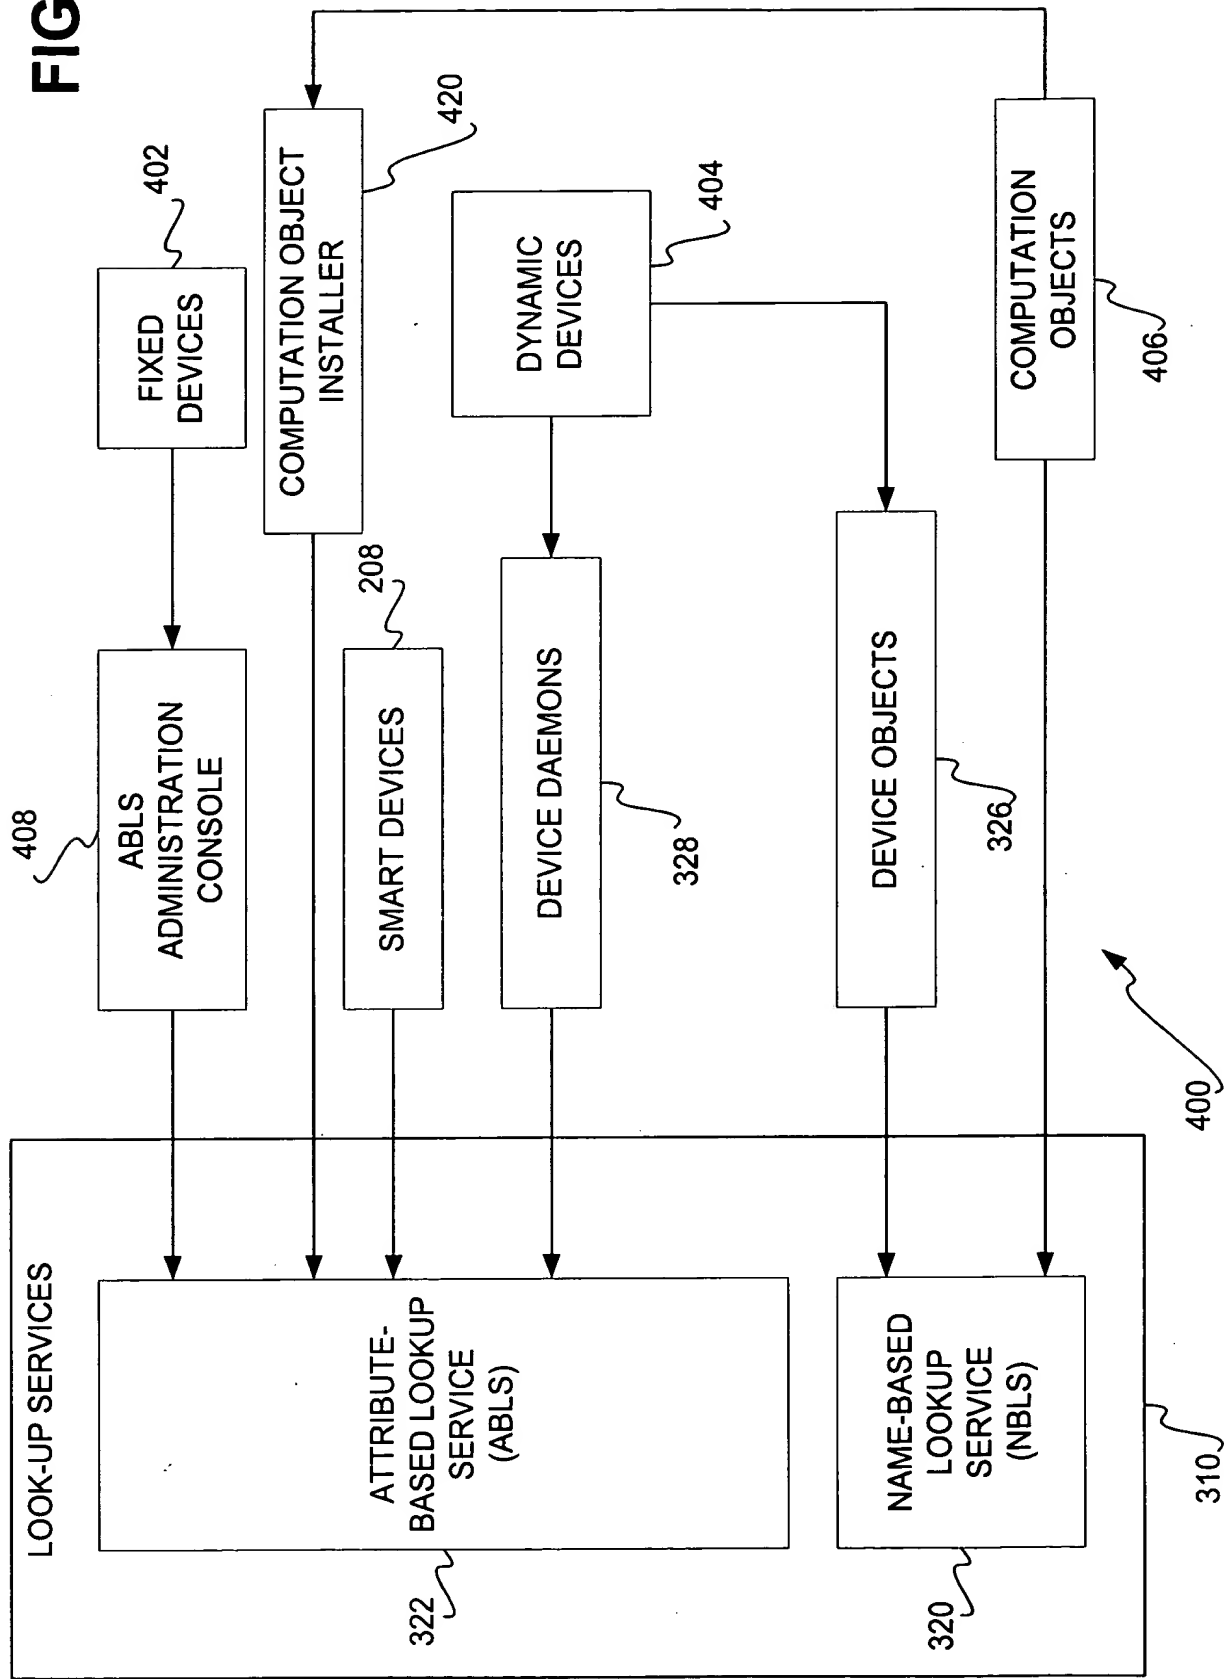 FIG
LOOK-UP SERVICES
ATTRIBUTE-
BASED LOOKUP
SERVICE
(ABLS)
322
NAME-BASED
LOOKUP
SERVICE
(NBLS)
320
310
408
ABLS
ADMINISTRATION
CONSOLE
FIXED
DEVICES
402
COMPUTATION OBJECT
INSTALLER
420
SMART DEVICES
208
DEVICE DAEMONS
328
DYNAMIC
DEVICES
404
DEVICE OBJECTS
326
COMPUTATION
OBJECTS
406
400